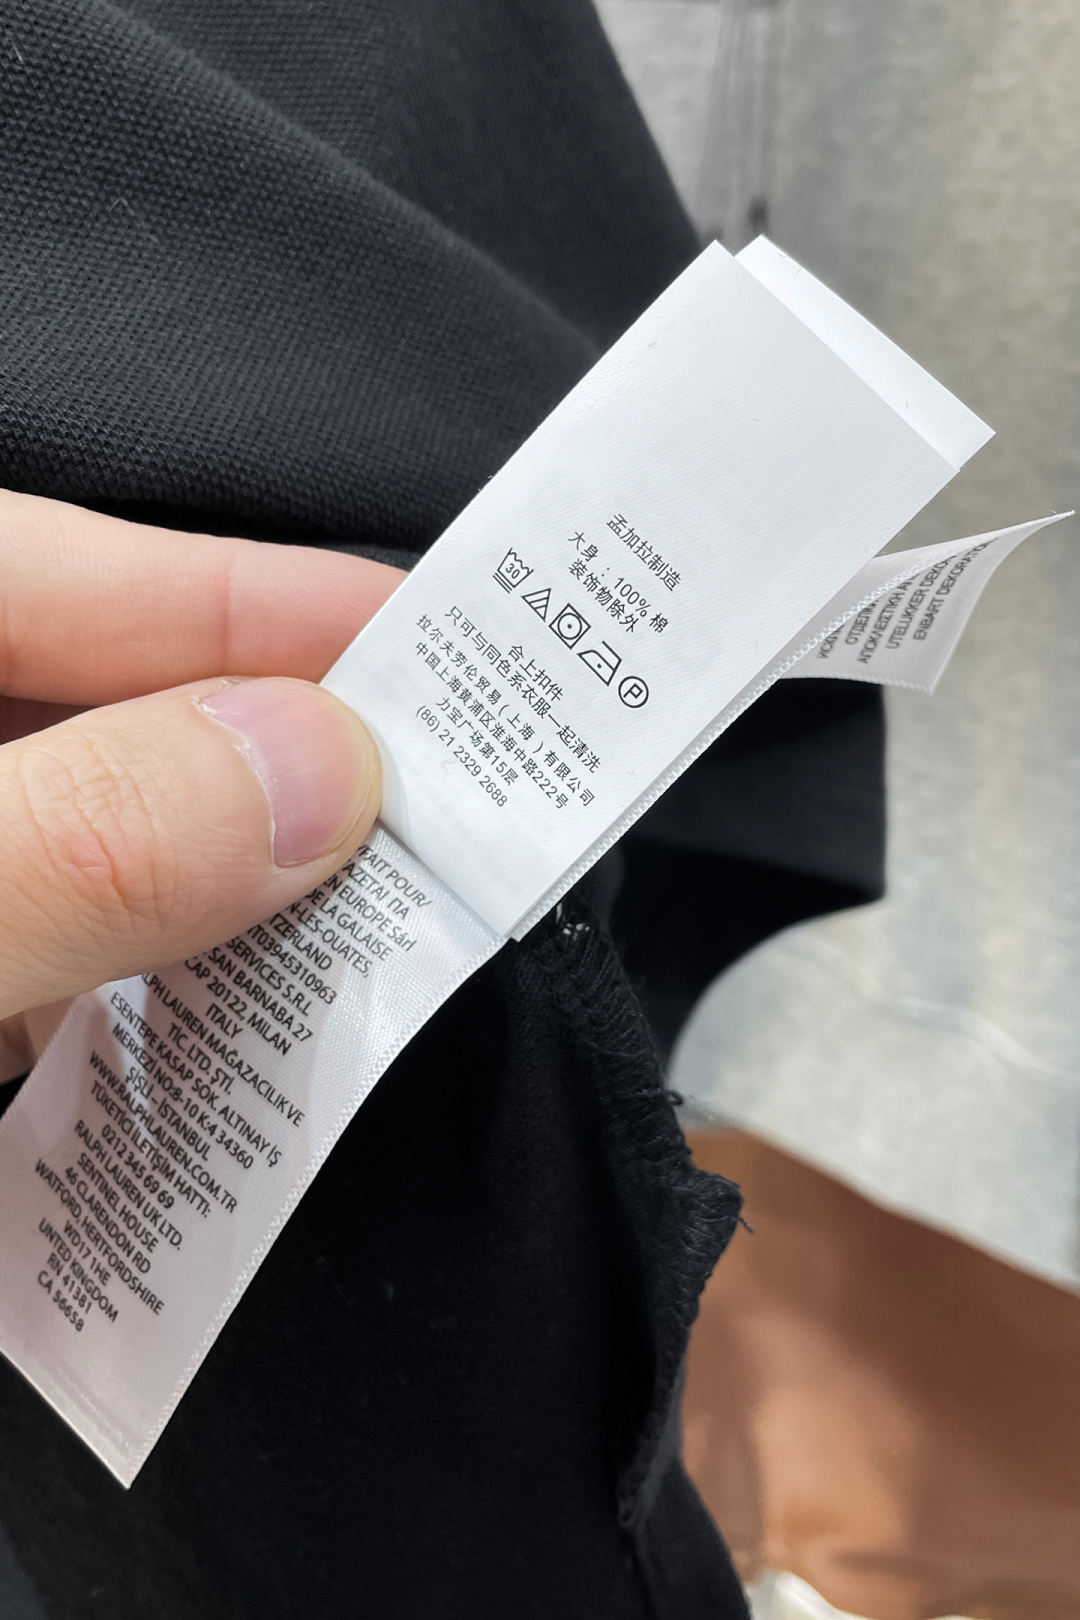 孟加拉制造
大身：100% 棉
装饰物除外
30
P
合上扣件
只可与同色系衣服一起清洗
拉尔夫劳伦贸易（上海）有限公司
中国上海黄浦区淮海中路222号
力宝广场第15层
(86) 21 2329 2688
FAIT POUR/
EN EUROPE Sàrl
DE LA GALAISE
SERVICES S.R.L
SAN BARNABA 27
CAP 20122, MILAN
ITALY
LAUREN MAĞAZACILIK VE
TİC. LTD. ŞTİ.
ESENTEPE KASAP SOK. ALTINAY İŞ
MERKEZİ NO:8-10 K:4 34360
ŞİŞLİ - İSTANBUL
WWW.RALPHLAUREN.COM.TR
TÜKETİCİ İLETİŞİM HATTI:
0212 345 69 69
RALPH LAUREN UK LTD.
SENTINEL HOUSE
46 CLARENDON RD
WATFORD, HERTFORDSHIRE
WD17 1HE
UNITED KINGDOM
RN 41381
CA 56658
UTELUKKER
ENBART DEKORATIO